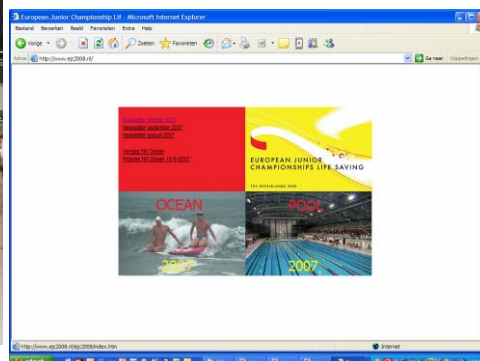 European Junior Championship Lif - Microsoft Internet Explorer
Bestand Bewerken Beeld Favorieten Extra Help
Vorige Zoeken Favorieten
Adres http://www.ejc2008.nl/ Ga naar Koppelingen
Newsletter october 2007
Newsletter september 2007
Newsletter august 2007
Verslag NK Ocean
Pictures NK Ocean 15-9-2007
EUROPEAN JUNIOR
CHAMPIONSHIPS LIFE SAVING
THE NETHERLANDS 2008
OCEAN
2007
POOL
2007
http://www.ejc2008.nl/ejc2008/index.htm Internet